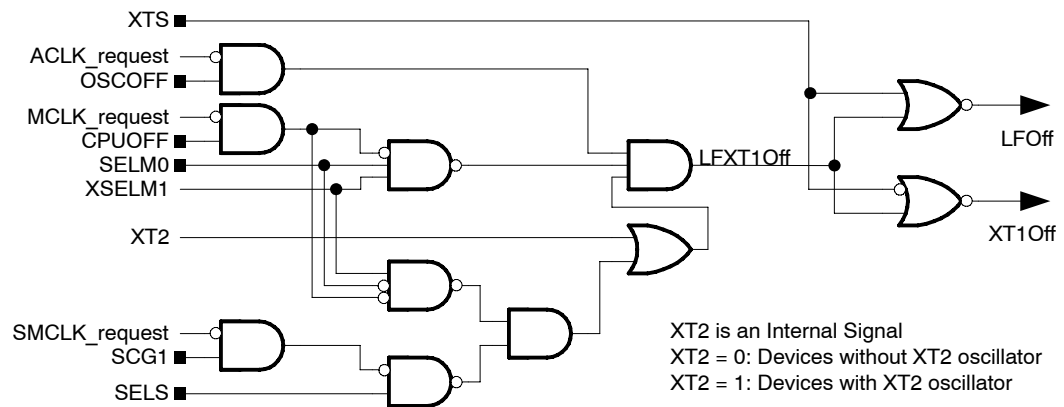 XTS
ACLK_request
OSCOFF
MCLK_request
CPUOFF
SELM0
XSELM1
XT2
SMCLK_request
SCG1
SELS
LFXT1Off
LFOff
XT1Off
XT2 is an Internal Signal
XT2 = 0: Devices without XT2 oscillator
XT2 = 1: Devices with XT2 oscillator